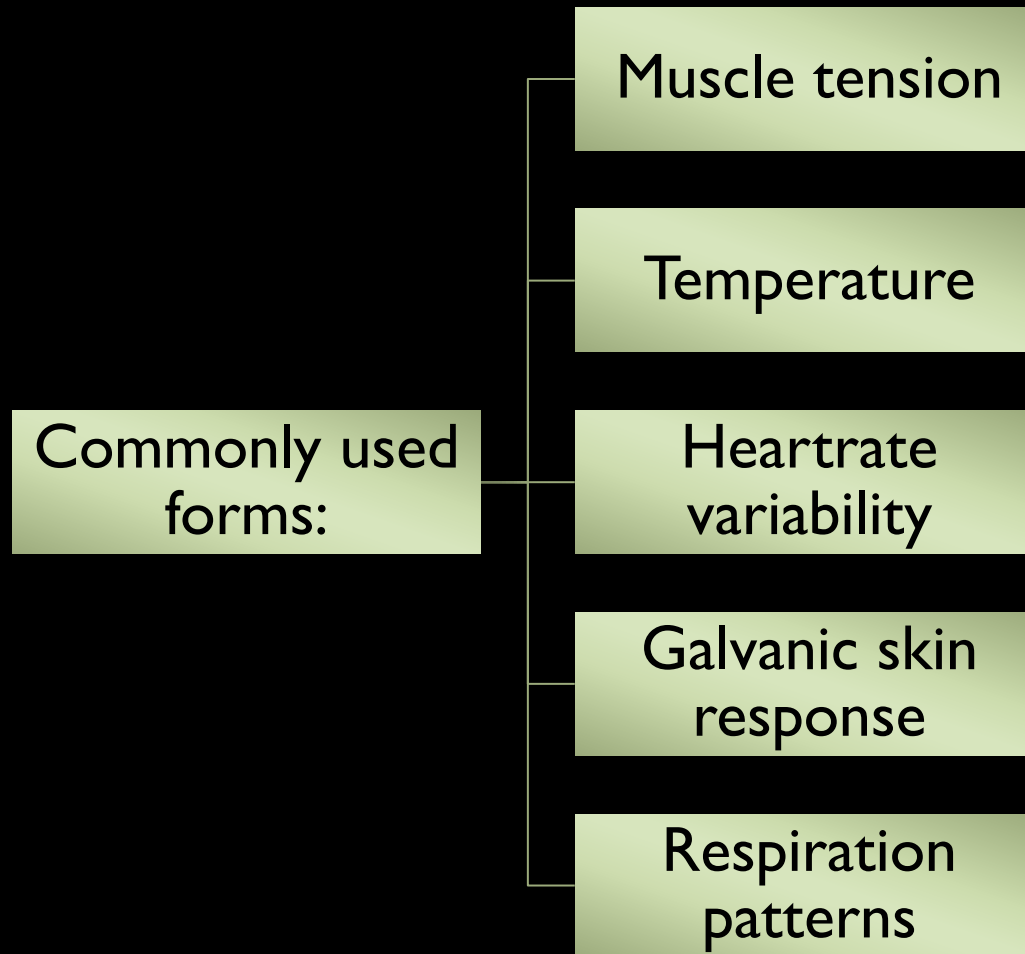 Commonly used
forms:
Muscle tension
Temperature
Heartrate
variability
Galvanic skin
response
Respiration
patterns